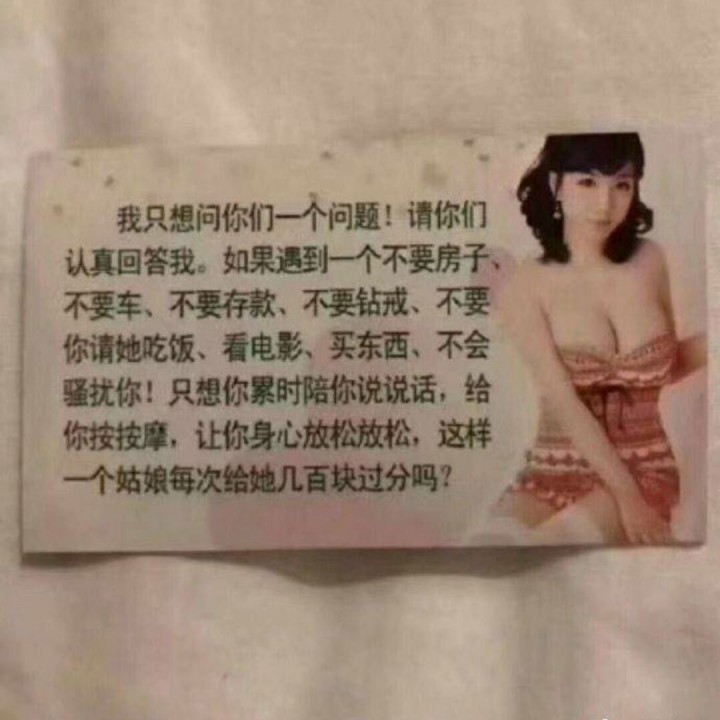 我只想问你们一个问题！请你们
认真回答我。如果遇到一个不要房子、
不要车、不要存款、不要钻戒、不要
你请她吃饭、看电影、买东西、不会
骚扰你！只想你累时陪你说说话，给
你按按摩，让你身心放松放松，这样
一个姑娘每次给她几百块过分吗？